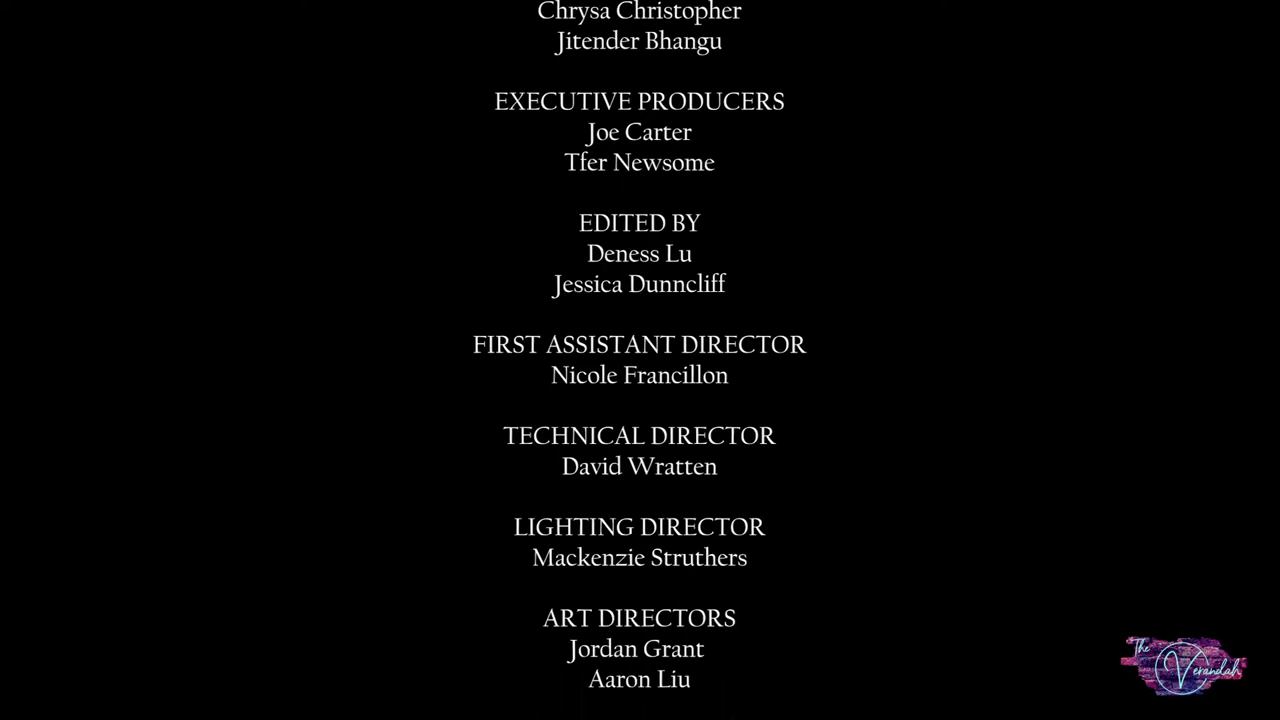 Chrysa Christopher
Jitender Bhangu
EXECUTIVE PRODUCERS
Joe Carter
Tfer Newsome
EDITED BY
Deness Lu
Jessica Dunncliff
FIRST ASSISTANT DIRECTOR
Nicole Francillon
TECHNICAL DIRECTOR
David Wratten
LIGHTING DIRECTOR
Mackenzie Struthers
ART DIRECTORS
Jordan Grant
Aaron Liu
The
Verandah